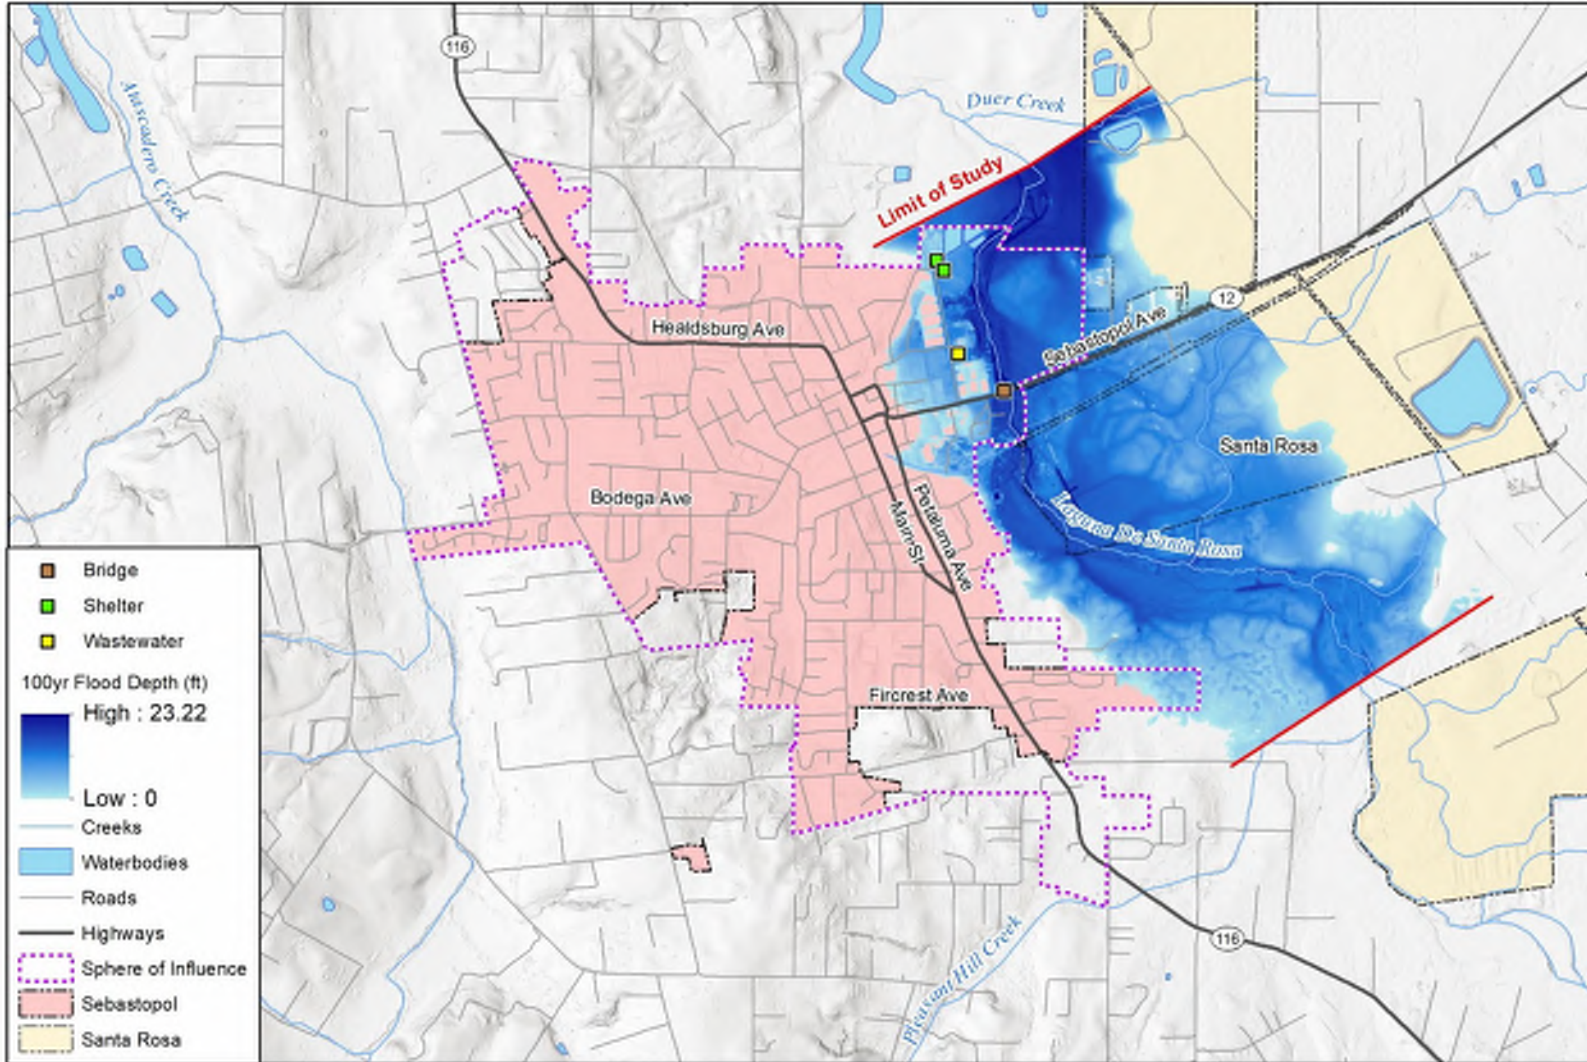 116
Atascadero Creek
Duer Creek
Limit of Study
12
Sebastopol Ave
Healdsburg Ave
Santa Rosa
Bodega Ave
Petaluma Ave
Main St
Laguna De Santa Rosa
Fircrest Ave
116
Pleasant Hill Creek
Bridge
Shelter
Wastewater
100yr Flood Depth (ft)
High : 23.22
Low : 0
Creeks
Waterbodies
Roads
Highways
Sphere of Influence
Sebastopol
Santa Rosa